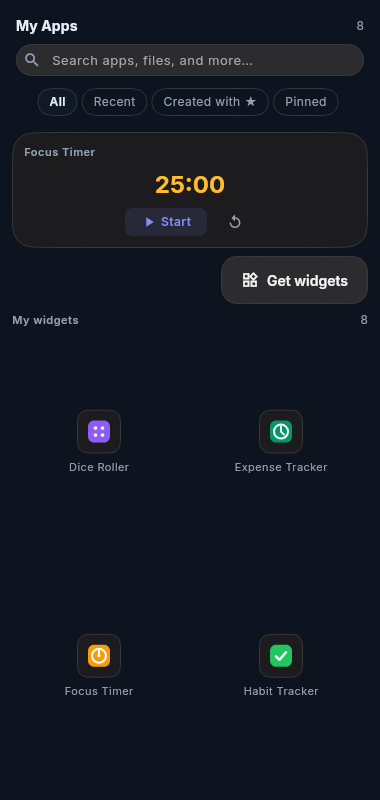 My Apps 8
Search apps, files, and more...
All Recent Created with ★ Pinned
Focus Timer
25:00
Start
Get widgets
My widgets 8
Dice Roller Expense Tracker
Focus Timer Habit Tracker